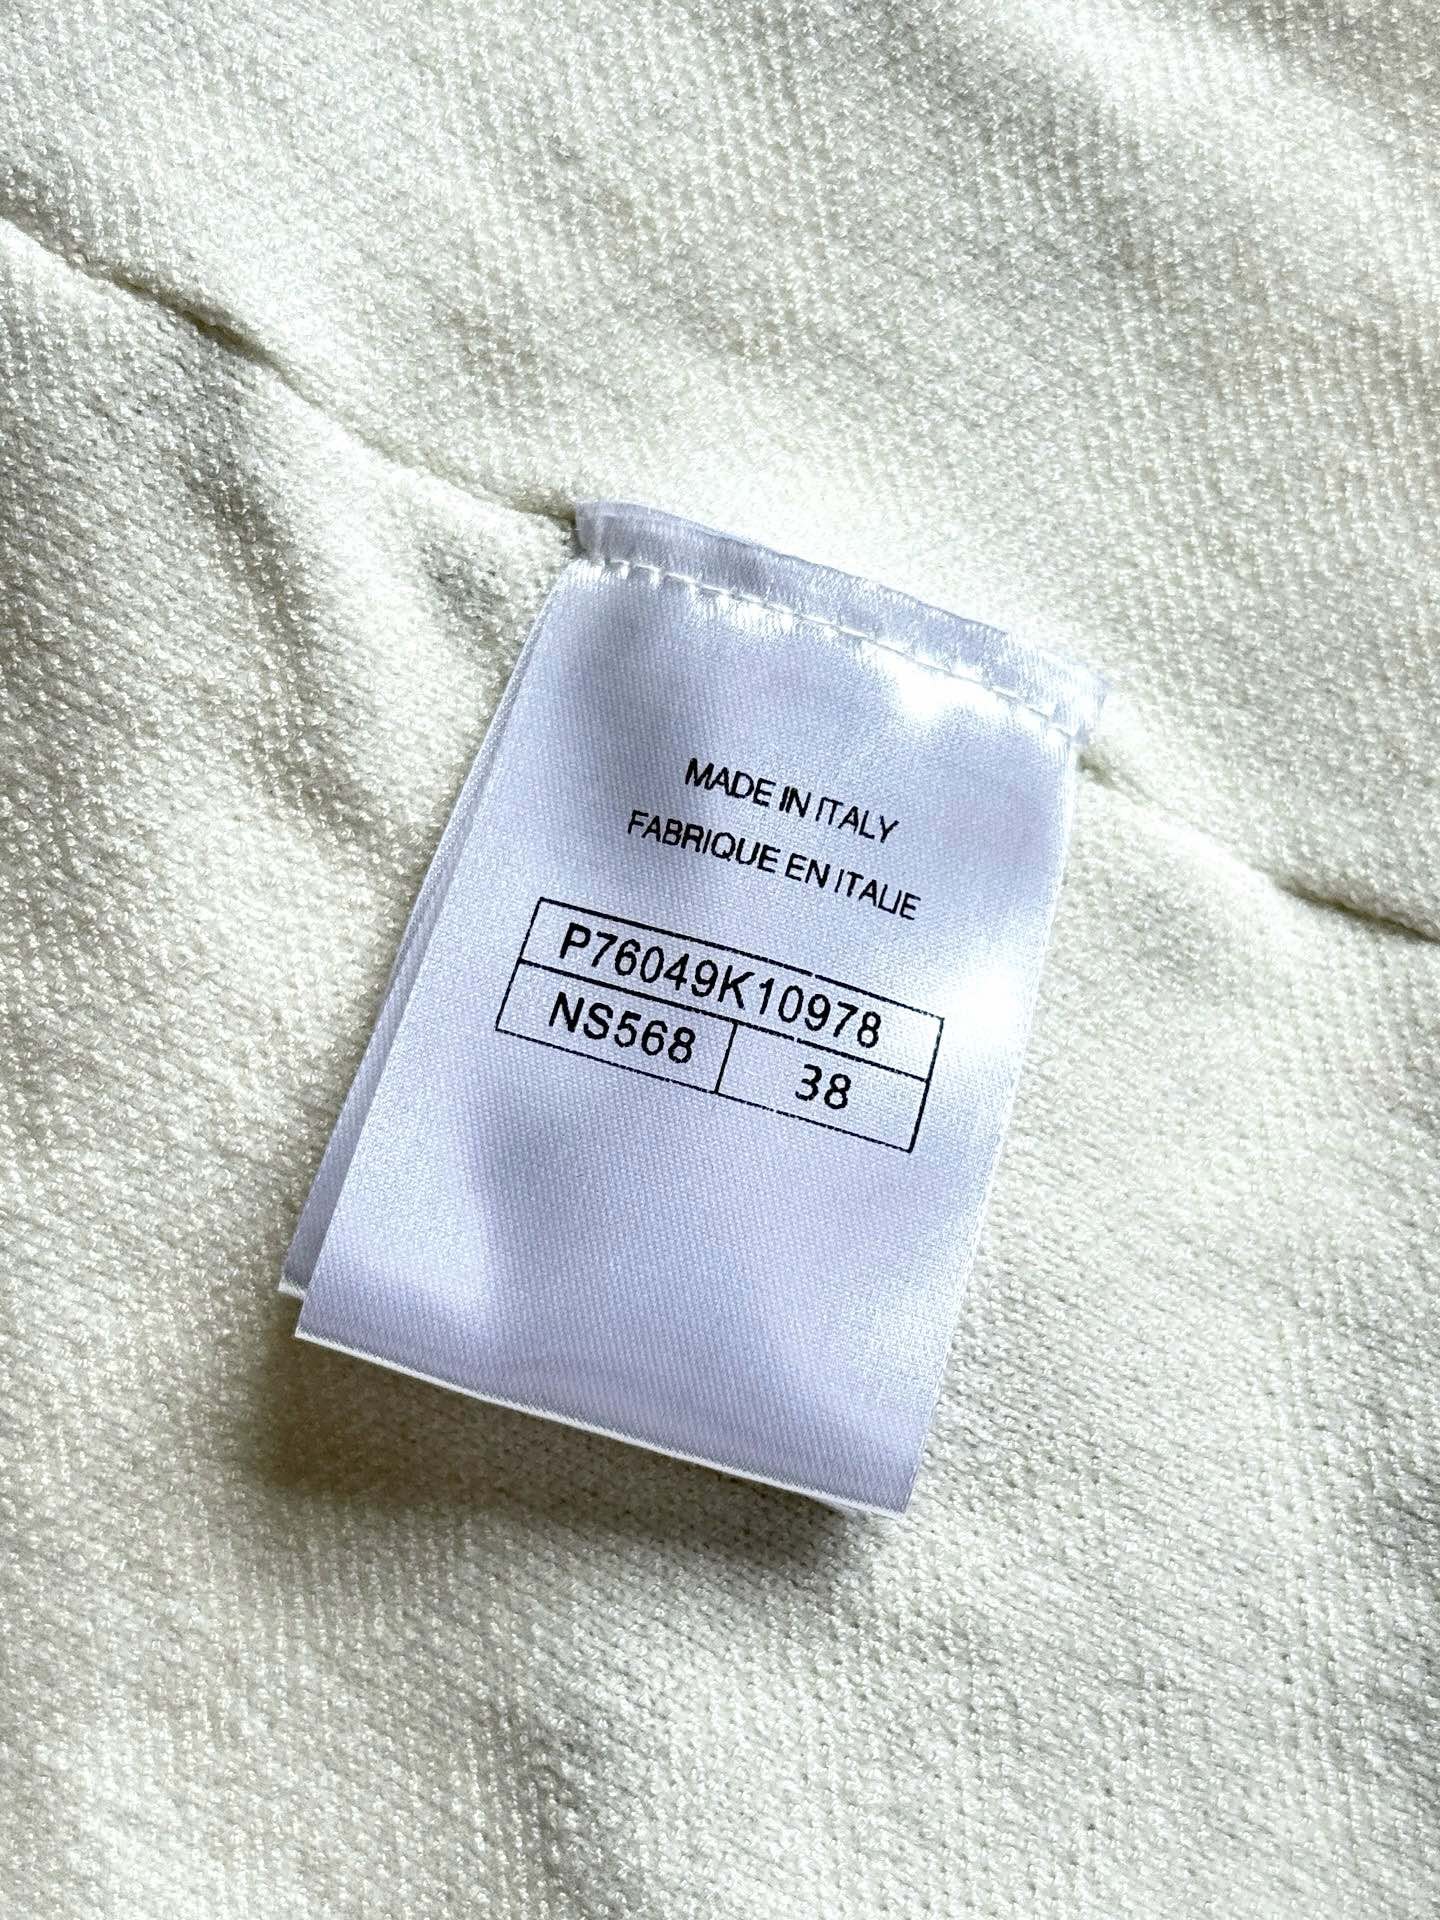 MADE IN ITALY
FABRIQUE EN ITALIE
P76049K10978
NS568 38